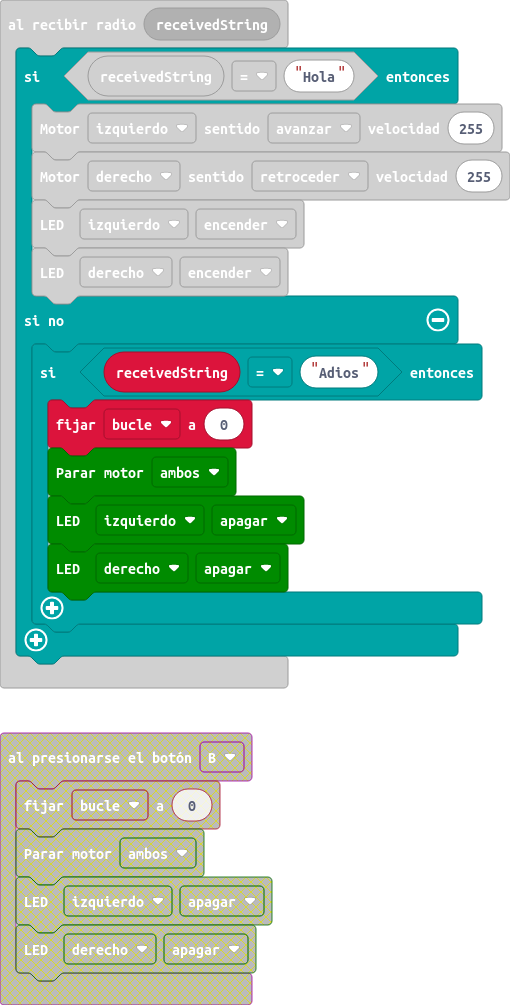 al recibir radio receivedString
si receivedString = "Hola" entonces
Motor izquierdo sentido avanzar velocidad 255
Motor derecho sentido retroceder velocidad 255
LED izquierdo encender
LED derecho encender
si no
si receivedString = "Adios" entonces
fijar bucle a 0
Parar motor ambos
LED izquierdo apagar
LED derecho apagar
al presionarse el botón B
fijar bucle a 0
Parar motor ambos
LED izquierdo apagar
LED derecho apagar